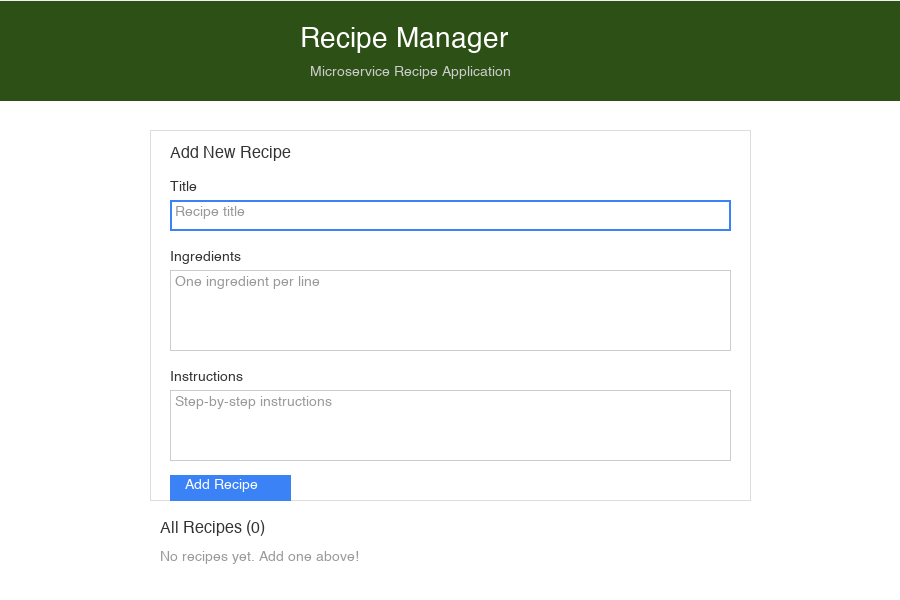 Recipe Manager
Microservice Recipe Application
Add New Recipe
Title
Recipe title
Ingredients
One ingredient per line
Instructions
Step-by-step instructions
Add Recipe
All Recipes (0)
No recipes yet. Add one above!